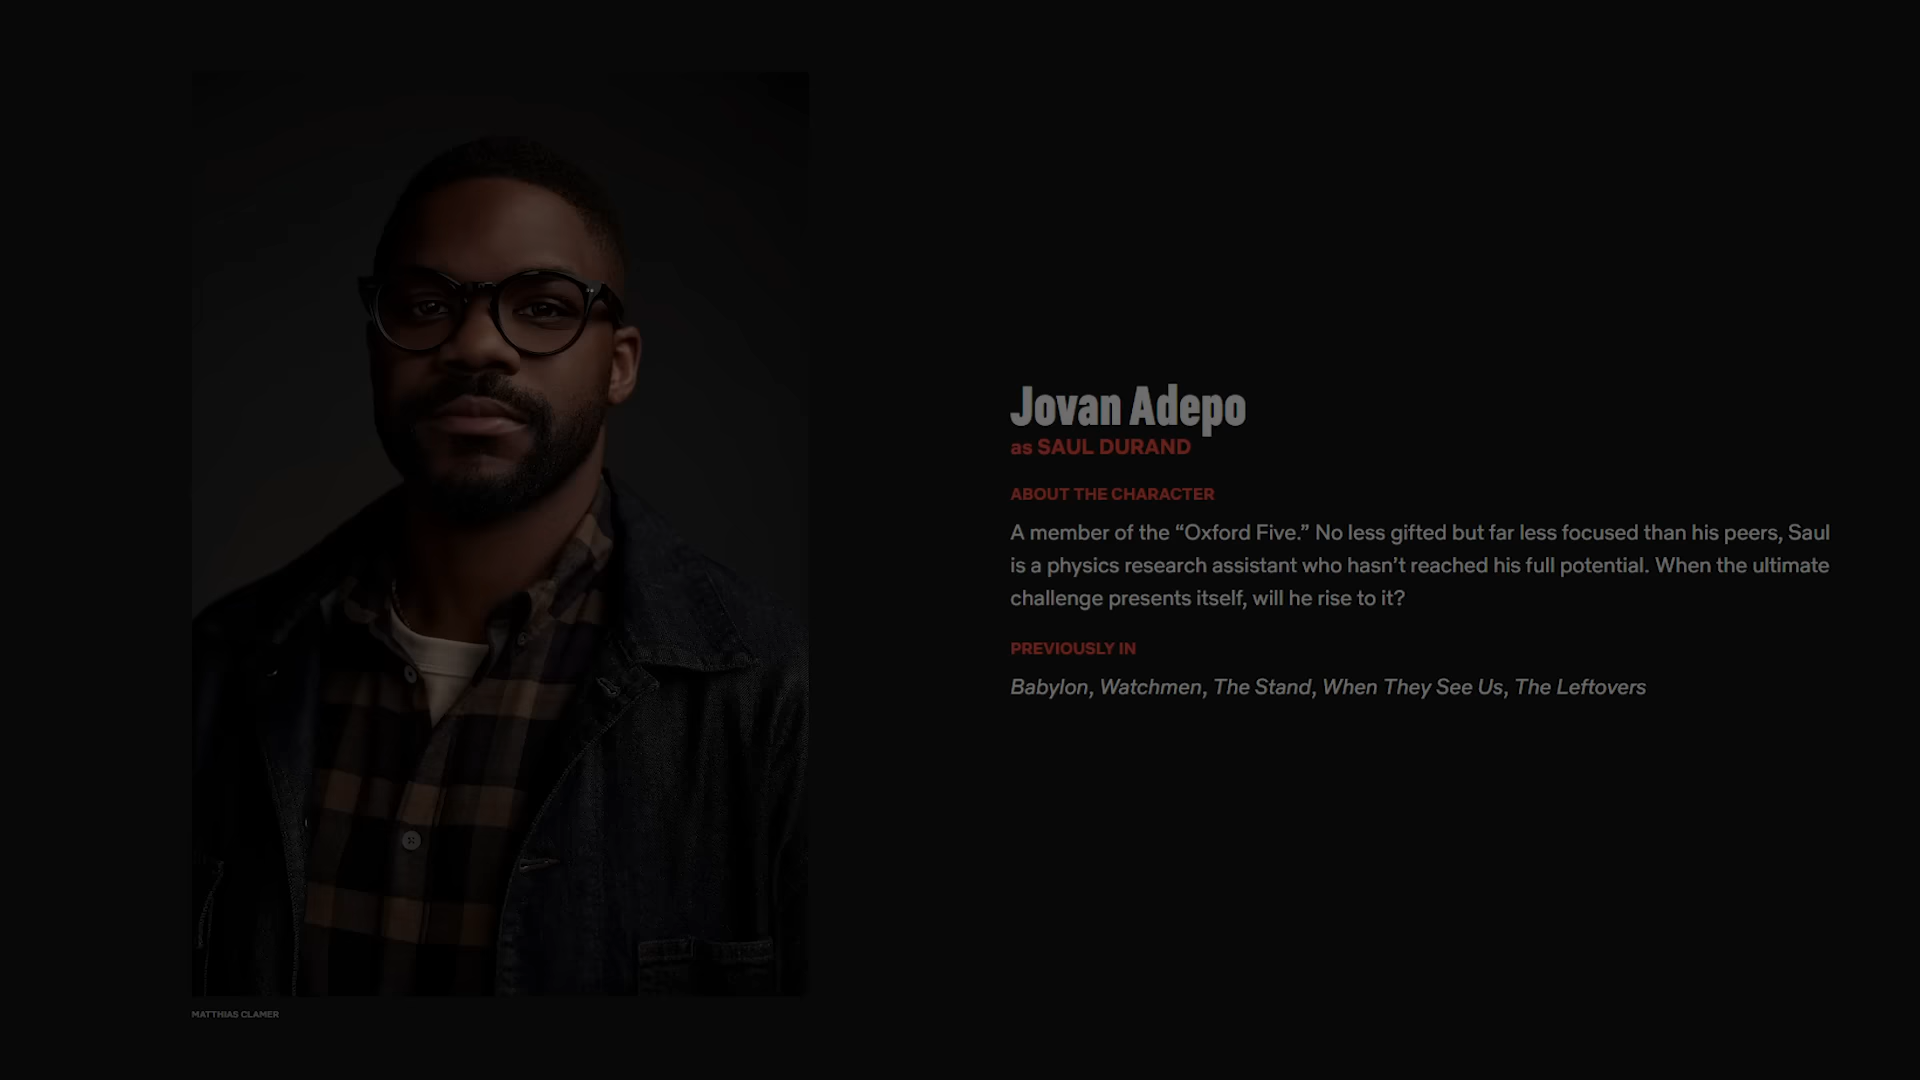 Jovan Adepo
as SAUL DURAND
ABOUT THE CHARACTER
A member of the “Oxford Five.” No less gifted but far less focused than his peers, Saul
is a physics research assistant who hasn’t reached his full potential. When the ultimate
challenge presents itself, will he rise to it?
PREVIOUSLY IN
Babylon, Watchmen, The Stand, When They See Us, The Leftovers
MATTHIAS CLAMER